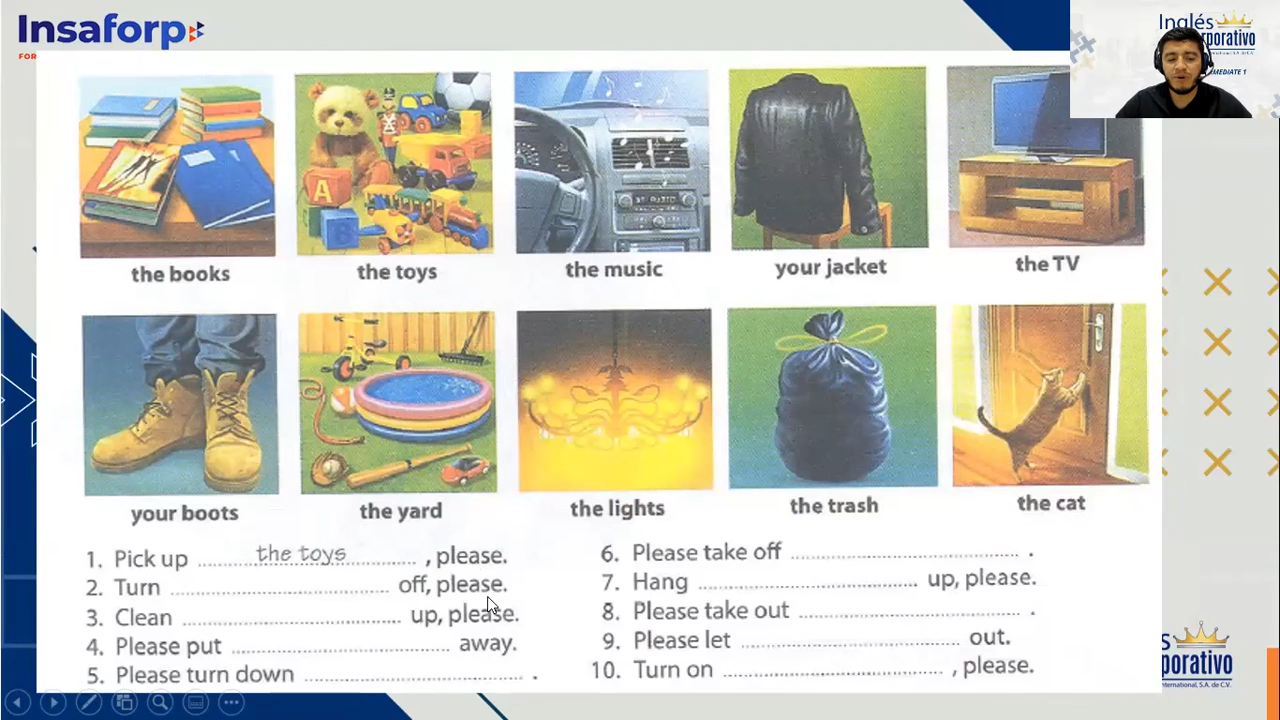 Insaforp
FOR
Inglés
rporativo
MEDIATE 1
A
B
RADIO
the books
the toys
the music
your jacket
the TV
your boots
the yard
the lights
the trash
the cat
1. Pick up the toys , please.
2. Turn off, please.
3. Clean up, please.
4. Please put away.
5. Please turn down .
6. Please take off .
7. Hang up, please.
8. Please take out .
9. Please let out.
10. Turn on , please.
s
rporativo
International, S.A. de C.V.